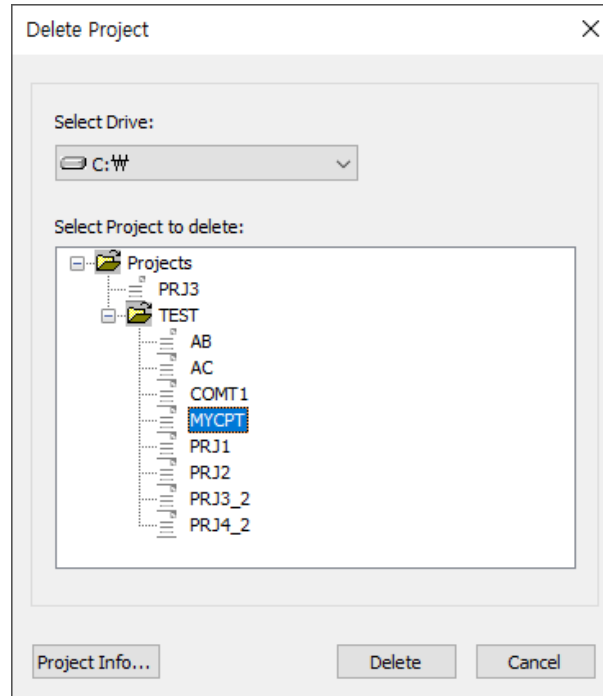 Delete Project
Select Drive:
C:₩
Select Project to delete:
Projects
PRJ3
TEST
AB
AC
COMT1
MYCPT
PRJ1
PRJ2
PRJ3_2
PRJ4_2
Project Info... Delete Cancel